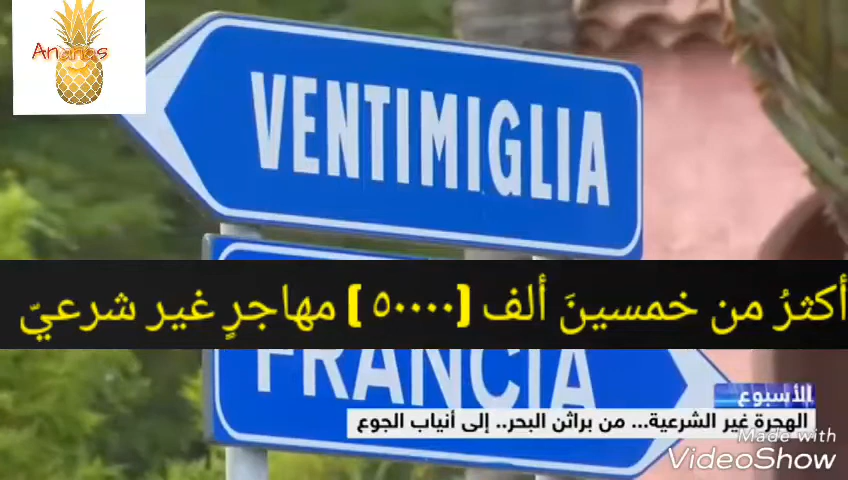 Ananas
VENTIMIGLIA
أكثرُ من خمسينَ ألف (٥٠٠٠٠ ) مهاجرٍ غير شرعيّ
FRANCIA
الأسبوع
الهجرة غير الشرعية... من براثن البحر.. إلى أنياب الجوع
Made with
VideoShow